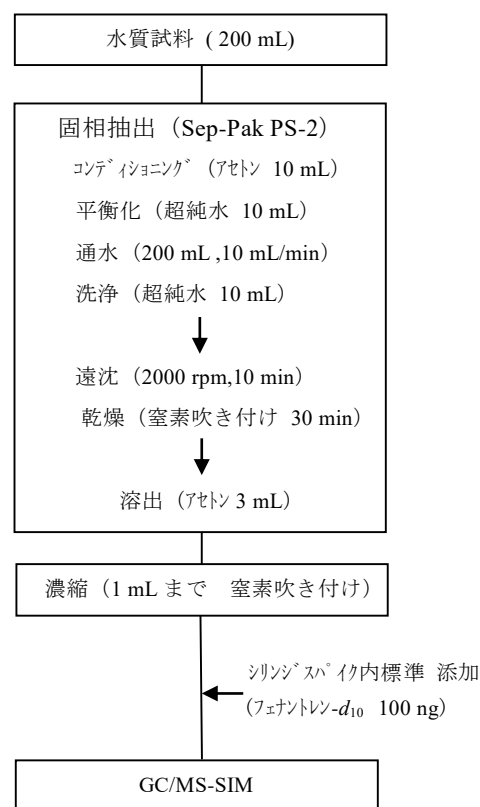 水質試料 ( 200 mL)
固相抽出（Sep-Pak PS-2）
ｺﾝﾃﾞｨｼｮﾆﾝｸﾞ（ｱｾﾄﾝ 10 mL）
平衡化（超純水 10 mL）
通水（200 mL ,10 mL/min）
洗浄（超純水 10 mL）
遠沈（2000 rpm,10 min）
乾燥（窒素吹き付け 30 min）
溶出（ｱｾﾄﾝ 3 mL）
濃縮（1 mL まで　窒素吹き付け）
ｼﾘﾝｼﾞｽﾊﾟｲｸ内標準 添加
(ﾌｪﾅﾝﾄﾚﾝ-d10 100 ng)
GC/MS-SIM